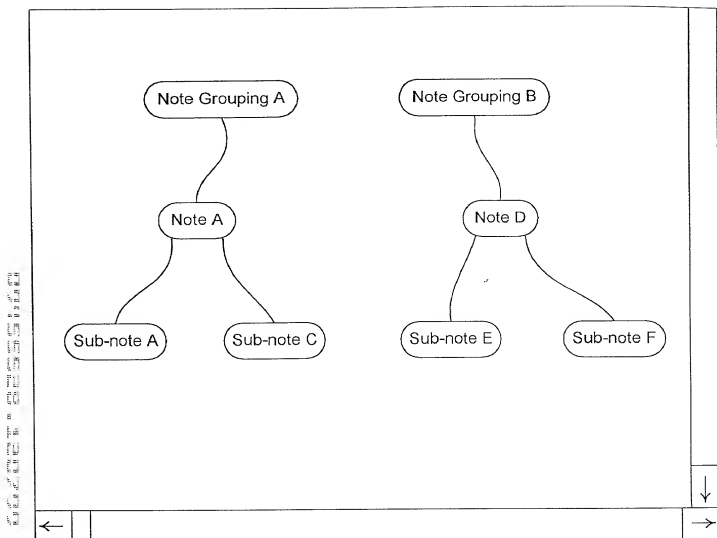 Note Grouping A
Note Grouping B
Note A
Note D
Sub-note A
Sub-note C
Sub-note E
Sub-note F